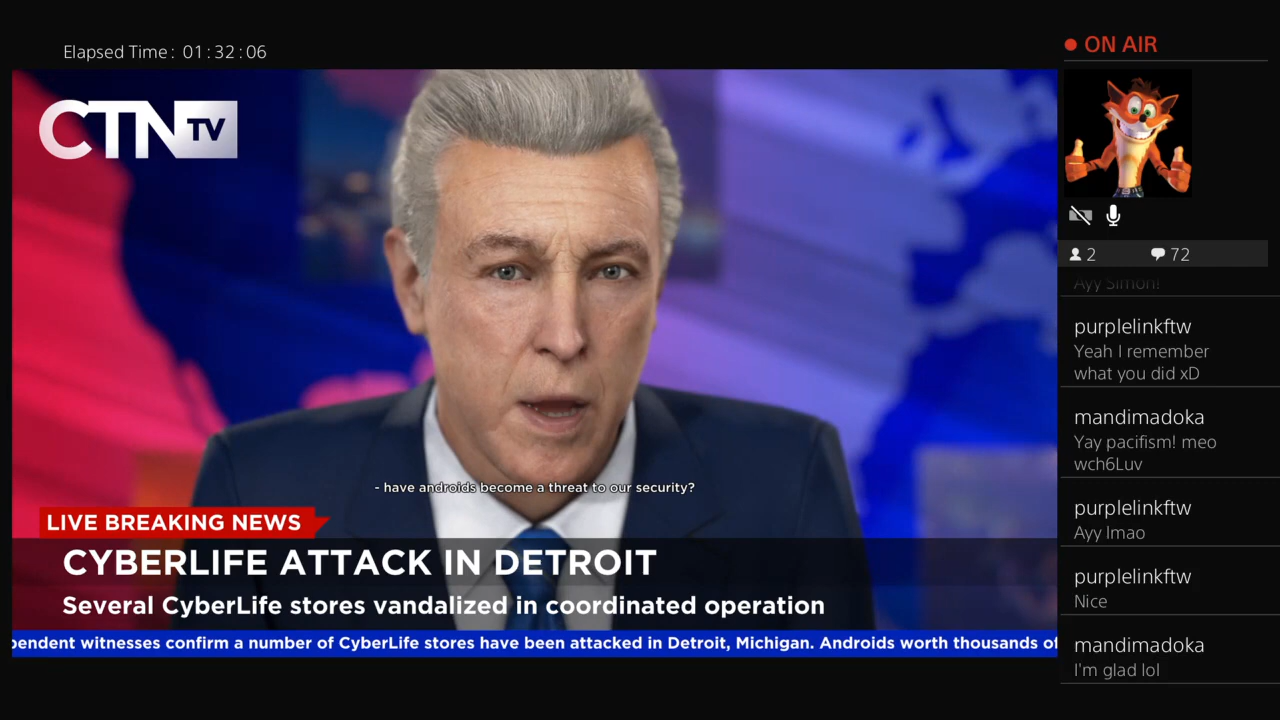 Elapsed Time: 01:32:06
ON AIR
CTN TV
2 72
Ayy Simon!
purplelinkftw
Yeah I remember
what you did xD
mandimadoka
Yay pacifism! meo
wch6Luv
purplelinkftw
Ayy lmao
purplelinkftw
Nice
mandimadoka
I'm glad lol
- have androids become a threat to our security?
LIVE BREAKING NEWS
CYBERLIFE ATTACK IN DETROIT
Several CyberLife stores vandalized in coordinated operation
pendent witnesses confirm a number of CyberLife stores have been attacked in Detroit, Michigan. Androids worth thousands of